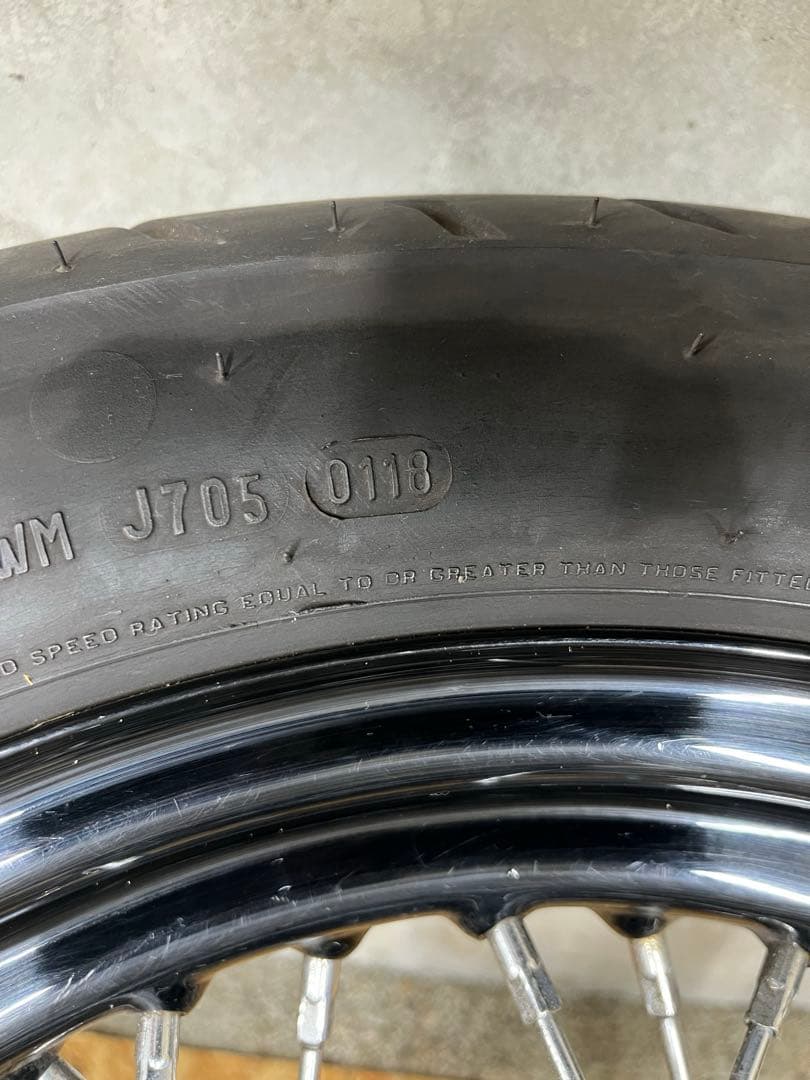 WM J705 0118
D SPEED RATING EQUAL TO OR GREATER THAN THOSE FITTED